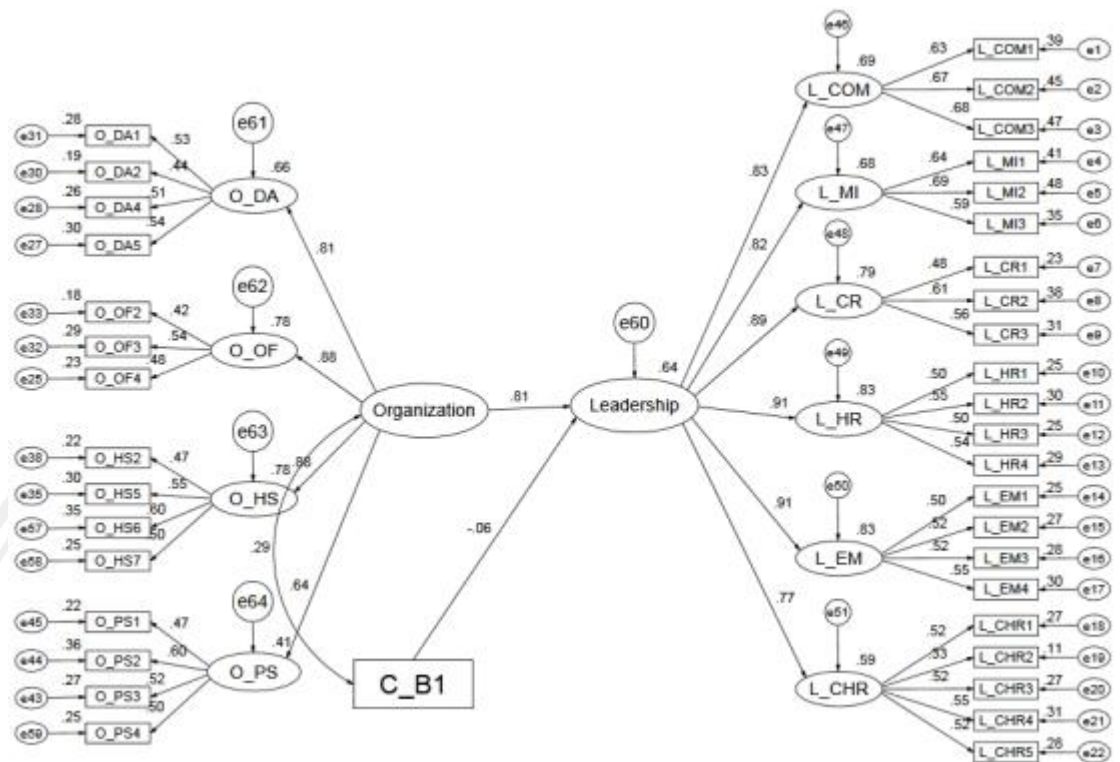 e46
.69
L_COM
.63
L_COM1
.39
e1
.67
L_COM2
.45
e2
.68
L_COM3
.47
e3
e47
.68
L_MI
.64
L_MI1
.41
e4
.69
L_MI2
.48
e5
.59
L_MI3
.35
e6
e48
.79
L_CR
.48
L_CR1
.23
e7
.61
L_CR2
.38
e8
.56
L_CR3
.31
e9
e49
.83
L_HR
.50
L_HR1
.25
e10
.55
L_HR2
.30
e11
.50
L_HR3
.25
e12
.54
L_HR4
.29
e13
e50
.83
L_EM
.50
L_EM1
.25
e14
.52
L_EM2
.27
e15
.52
L_EM3
.28
e16
.55
L_EM4
.30
e17
e51
.59
L_CHR
.52
L_CHR1
.27
e18
.33
L_CHR2
.11
e19
.52
L_CHR3
.27
e20
.55
L_CHR4
.31
e21
.52
L_CHR5
e22
.83
.82
.89
.91
.91
.77
e60
.64
Leadership
.81
-.06
Organization
C_B1
.29
.81
.88
.88
.64
e61
.66
O_DA
e31
.28
O_DA1
.53
e30
.19
O_DA2
.44
e28
.26
O_DA4
.51
e27
.30
O_DA5
.54
e62
.78
O_OF
e33
.18
O_OF2
.42
e32
.29
O_OF3
.54
e25
.23
O_OF4
.48
e63
.78
O_HS
e38
.22
O_HS2
.47
e35
.30
O_HS5
.55
e57
.35
O_HS6
.60
e58
.25
O_HS7
.50
e64
.41
O_PS
e45
.22
O_PS1
.47
e44
.36
O_PS2
.60
e43
.27
O_PS3
.52
e59
.25
O_PS4
.50